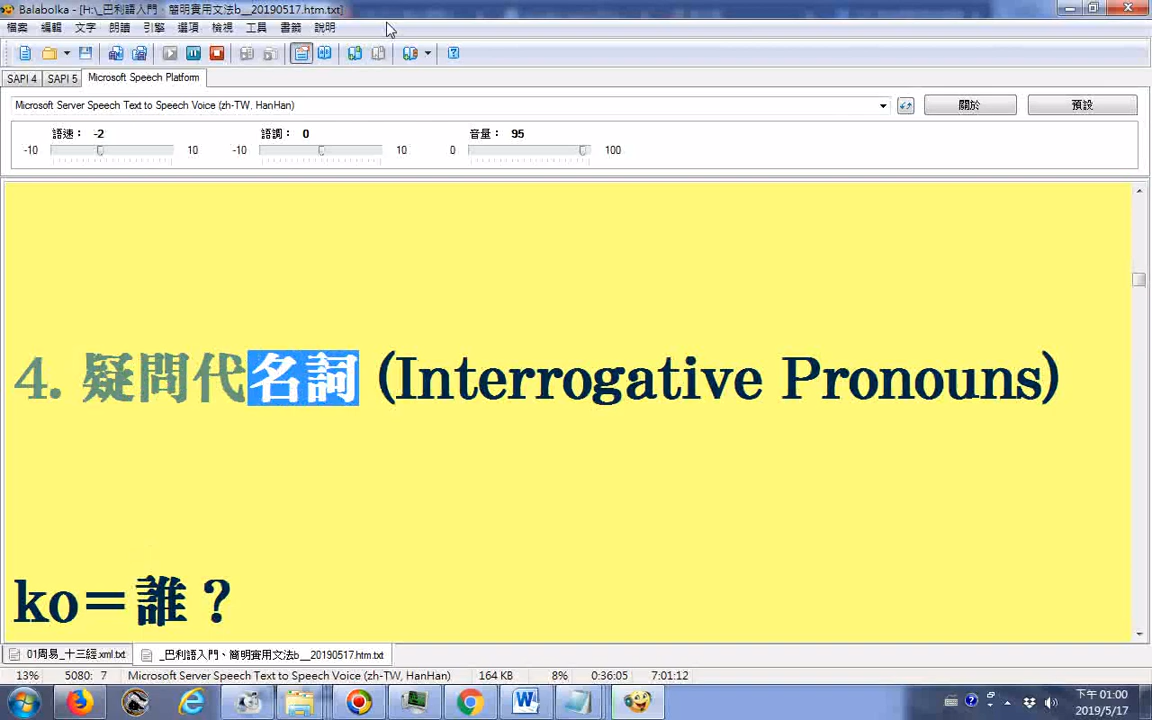 Balabolka - [H:\_巴利語入門、簡明實用文法b__20190517.htm.txt]
檔案 編輯 文字 朗讀 引擎 選項 檢視 工具 書籤 說明
SAPI 4 SAPI 5 Microsoft Speech Platform
Microsoft Server Speech Text to Speech Voice (zh-TW, HanHan) 關於 預設
語速： -2 語調： 0 音量： 95
-10 10 -10 10 0 100
4. 疑問代名詞 (Interrogative Pronouns)
ko＝誰？
01周易_十三經.xml.txt _巴利語入門、簡明實用文法b__20190517.htm.txt
13% 5080: 7 Microsoft Server Speech Text to Speech Voice (zh-TW, HanHan) 164 KB 8% 0:36:05 7:01:12
下午 01:00
2019/5/17